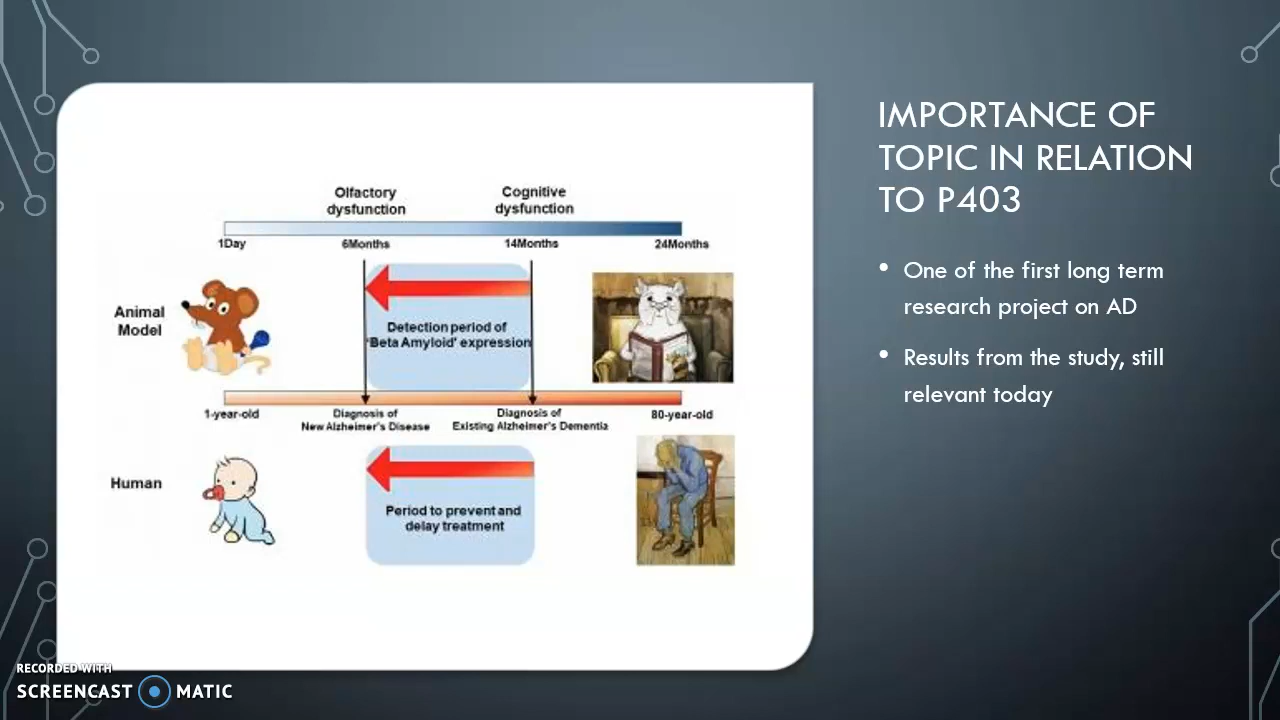 Olfactory
dysfunction
Cognitive
dysfunction
1Day
6Months
14Months
24Months
Animal
Model
Detection period of
'Beta Amyloid' expression
1-year-old
Diagnosis of
New Alzheimer's Disease
Diagnosis of
Existing Alzheimer's Dementia
80-year-old
Human
Period to prevent and
delay treatment
IMPORTANCE OF
TOPIC IN RELATION
TO P403
• One of the first long term
research project on AD
• Results from the study, still
relevant today
RECORDED WITH
SCREENCAST MATIC